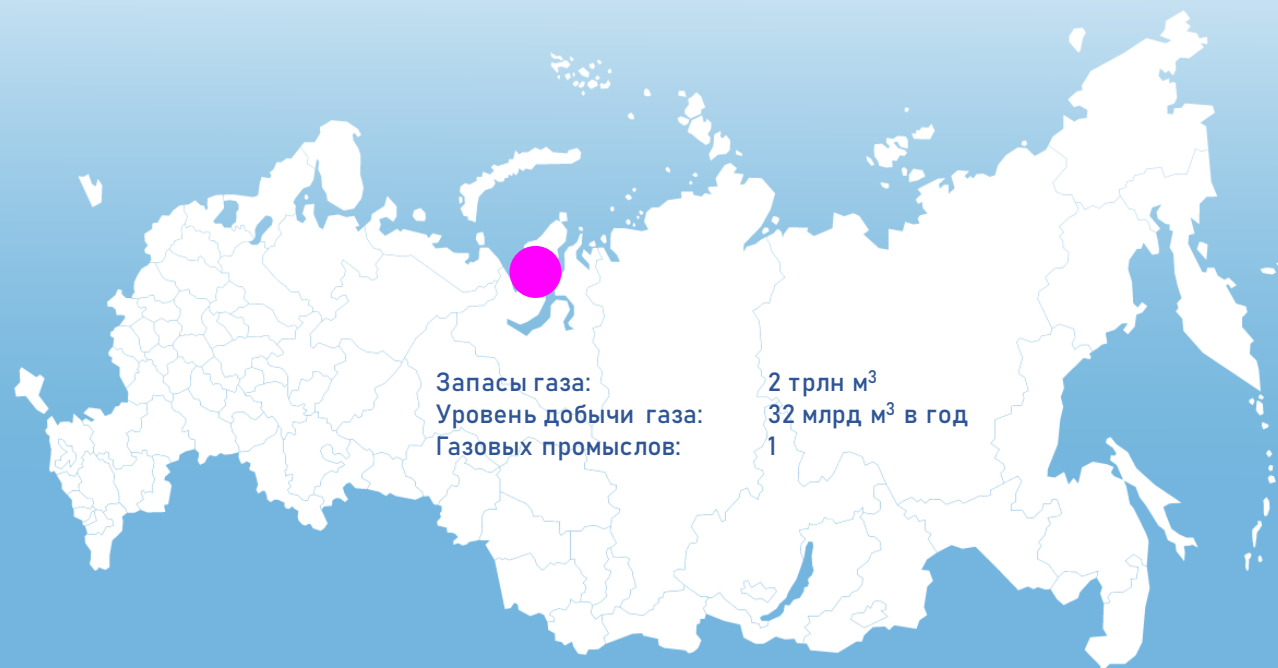 Запасы газа: 2 трлн м³
Уровень добычи газа: 32 млрд м³ в год
Газовых промыслов: 1